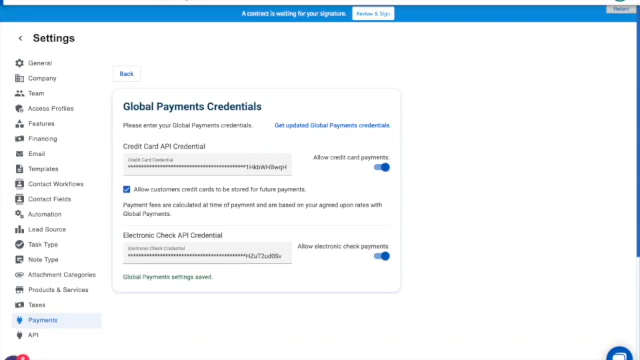 A contract is waiting for your signature.
Review & Sign
Return
Settings
General
Company
Team
Access Profiles
Features
Financing
Email
Templates
Contact Workflows
Contact Fields
Automation
Lead Source
Task Type
Note Type
Attachment Categories
Products & Services
Taxes
Payments
API
Back
Global Payments Credentials
Please enter your Global Payments credentials.
Get updated Global Payments credentials
Credit Card API Credential
Allow credit card payments:
Credit Card Credential
Allow customers credit cards to be stored for future payments.
Payment fees are calculated at time of payment and are based on your agreed upon rates with
Global Payments.
Electronic Check API Credential
Allow electronic check payments:
Electronic Check Credential
Global Payments settings saved.